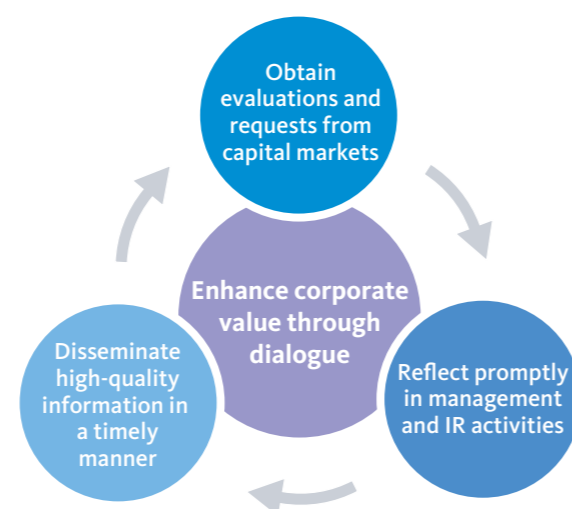 Obtain
evaluations and
requests from
capital markets
Enhance corporate
value through
dialogue
Reflect promptly
in management
and IR activities
Disseminate
high-quality
information in
a timely
manner